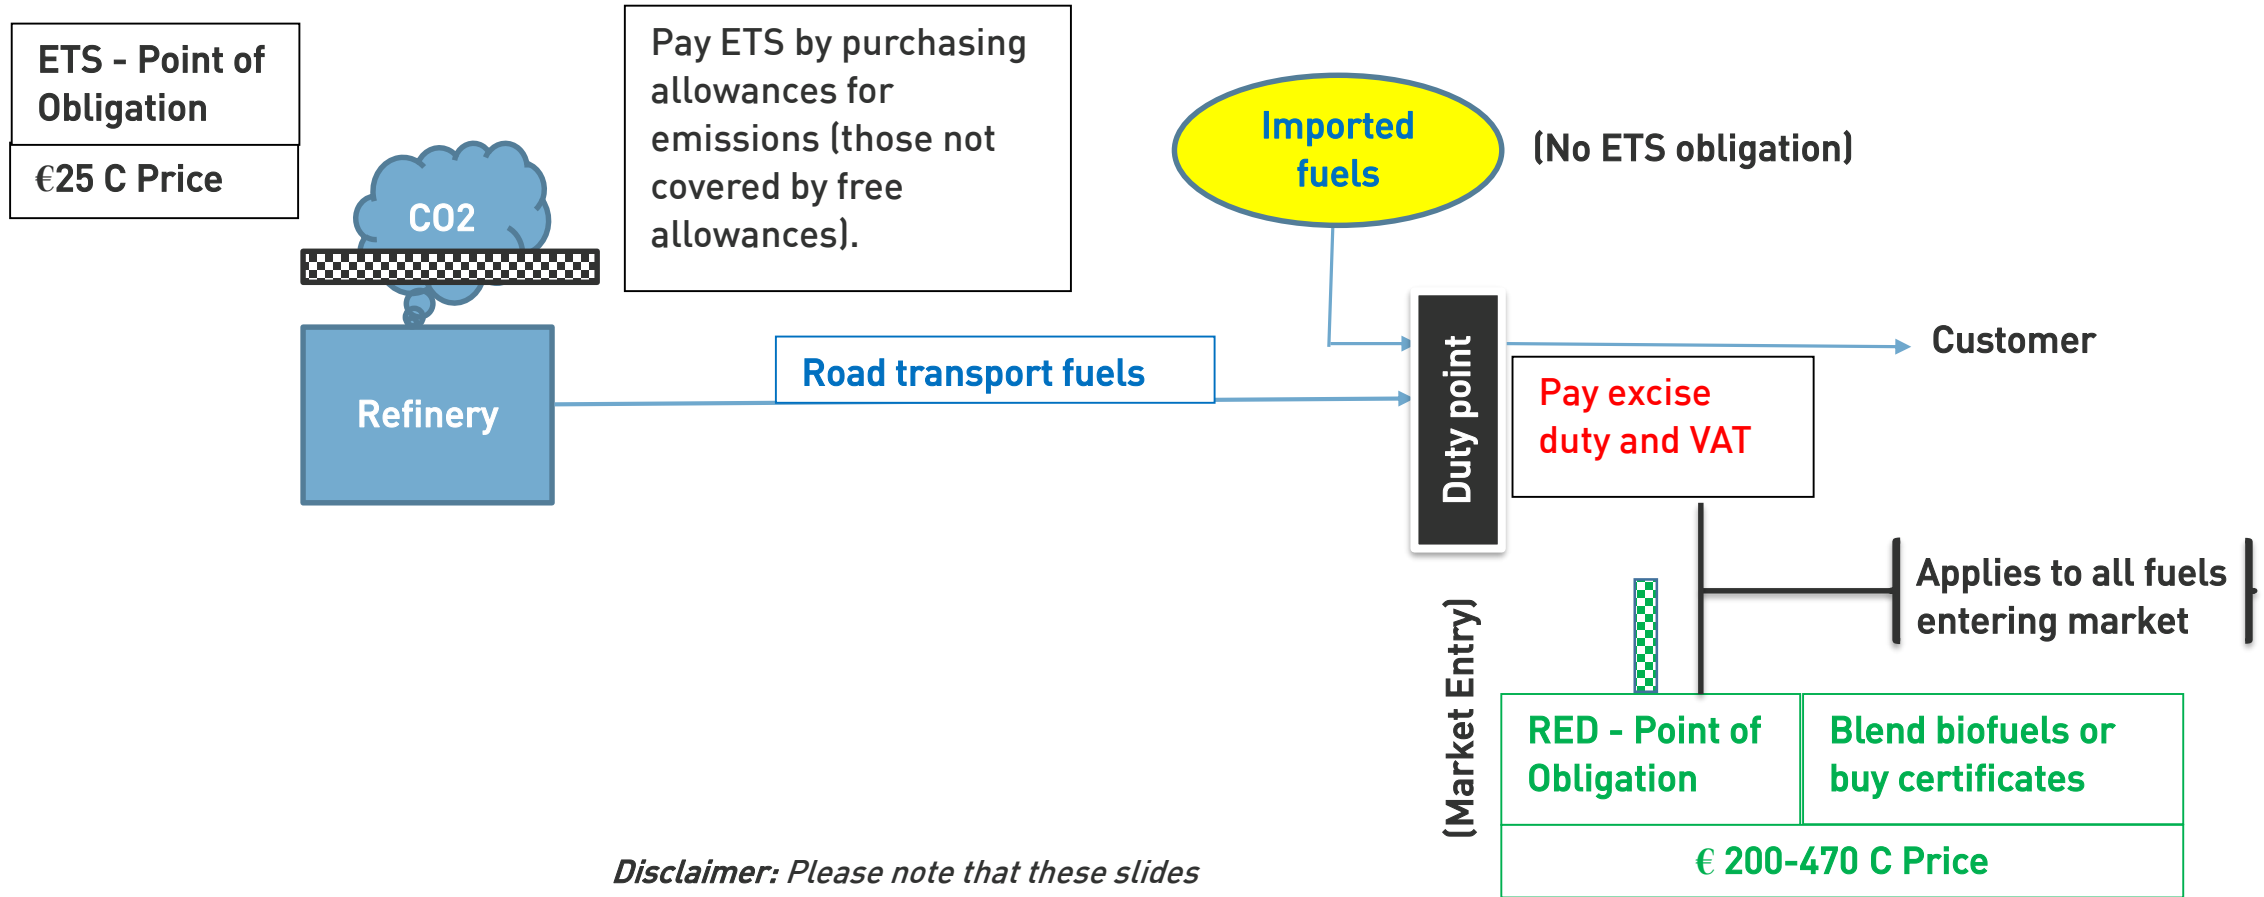 ETS - Point of
Obligation
€25 C Price
CO2
Refinery
Pay ETS by purchasing
allowances for
emissions (those not
covered by free
allowances).
Imported
fuels
(No ETS obligation)
Road transport fuels
Duty point
Customer
Pay excise
duty and VAT
Applies to all fuels
entering market
(Market Entry)
RED - Point of
Obligation
Blend biofuels or
buy certificates
€ 200-470 C Price
Disclaimer: Please note that these slides